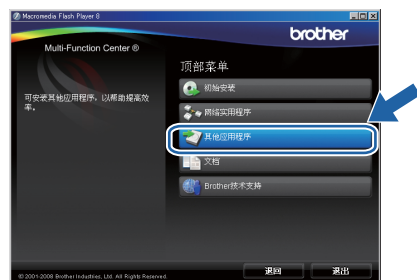 Macromedia Flash Player 8
brother
Multi-Function Center ®
顶部菜单
可安装其他应用程序，以帮助提高效
率。
初始安装
网络实用程序
其他应用程序
文档
Brother技术支持
© 2001-2008 Brother Industries, Ltd. All Rights Reserved.
返回
退出